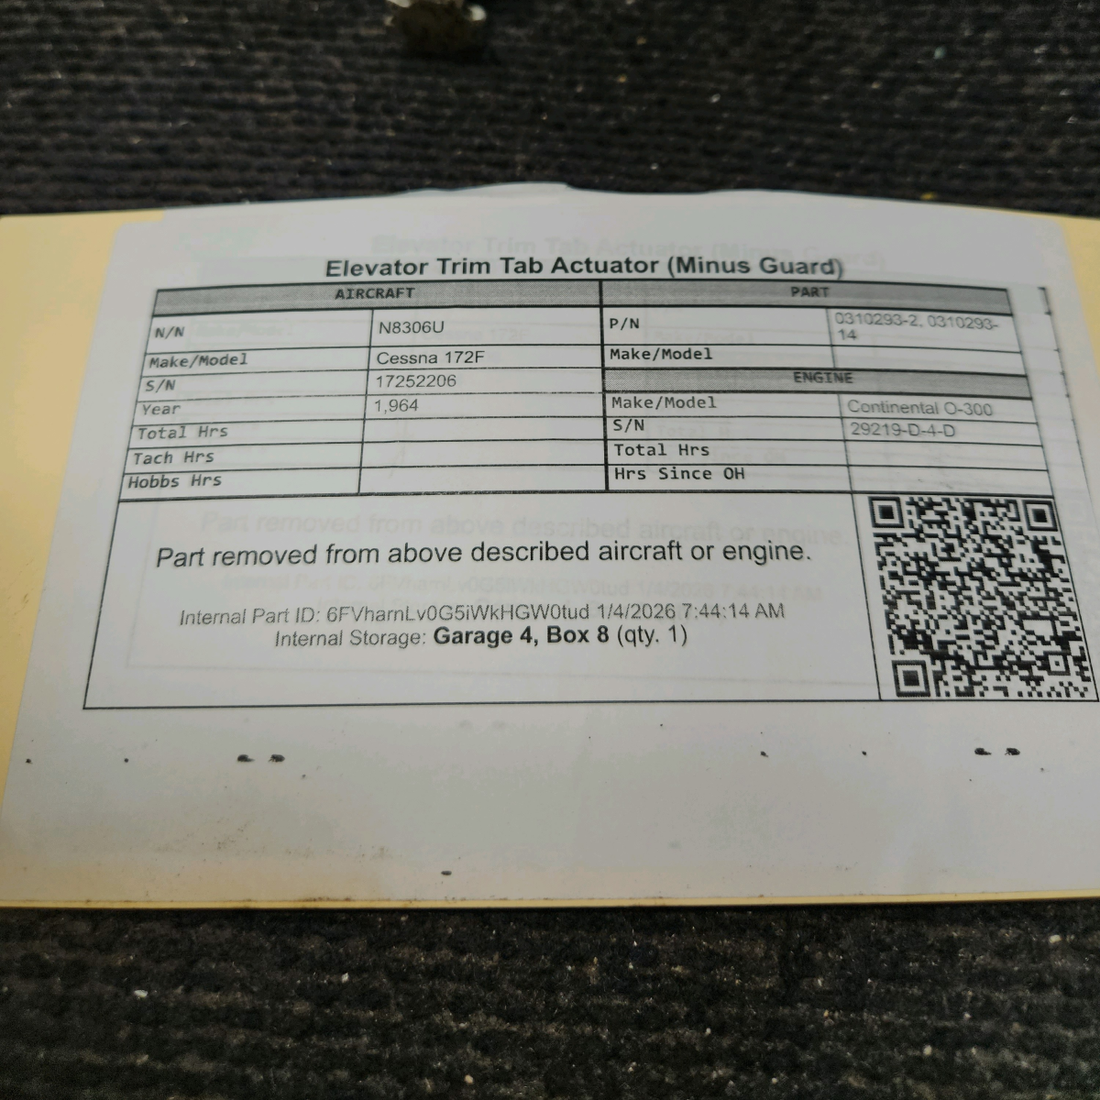 Elevator Trim Tab Actuator (Minus Guard)
AIRCRAFT
N/N N8306U
Make/Model Cessna 172F
S/N 17252206
Year 1,964
Total Hrs
Tach Hrs
Hobbs Hrs
PART
P/N 0310293-2, 0310293-
14
Make/Model
ENGINE
Make/Model Continental O-300
S/N 29219-D-4-D
Total Hrs
Hrs Since OH
Part removed from above described aircraft or engine.
Internal Part ID: 6FVharnLv0G5iWkHGW0tud 1/4/2026 7:44:14 AM
Internal Storage: Garage 4, Box 8 (qty. 1)